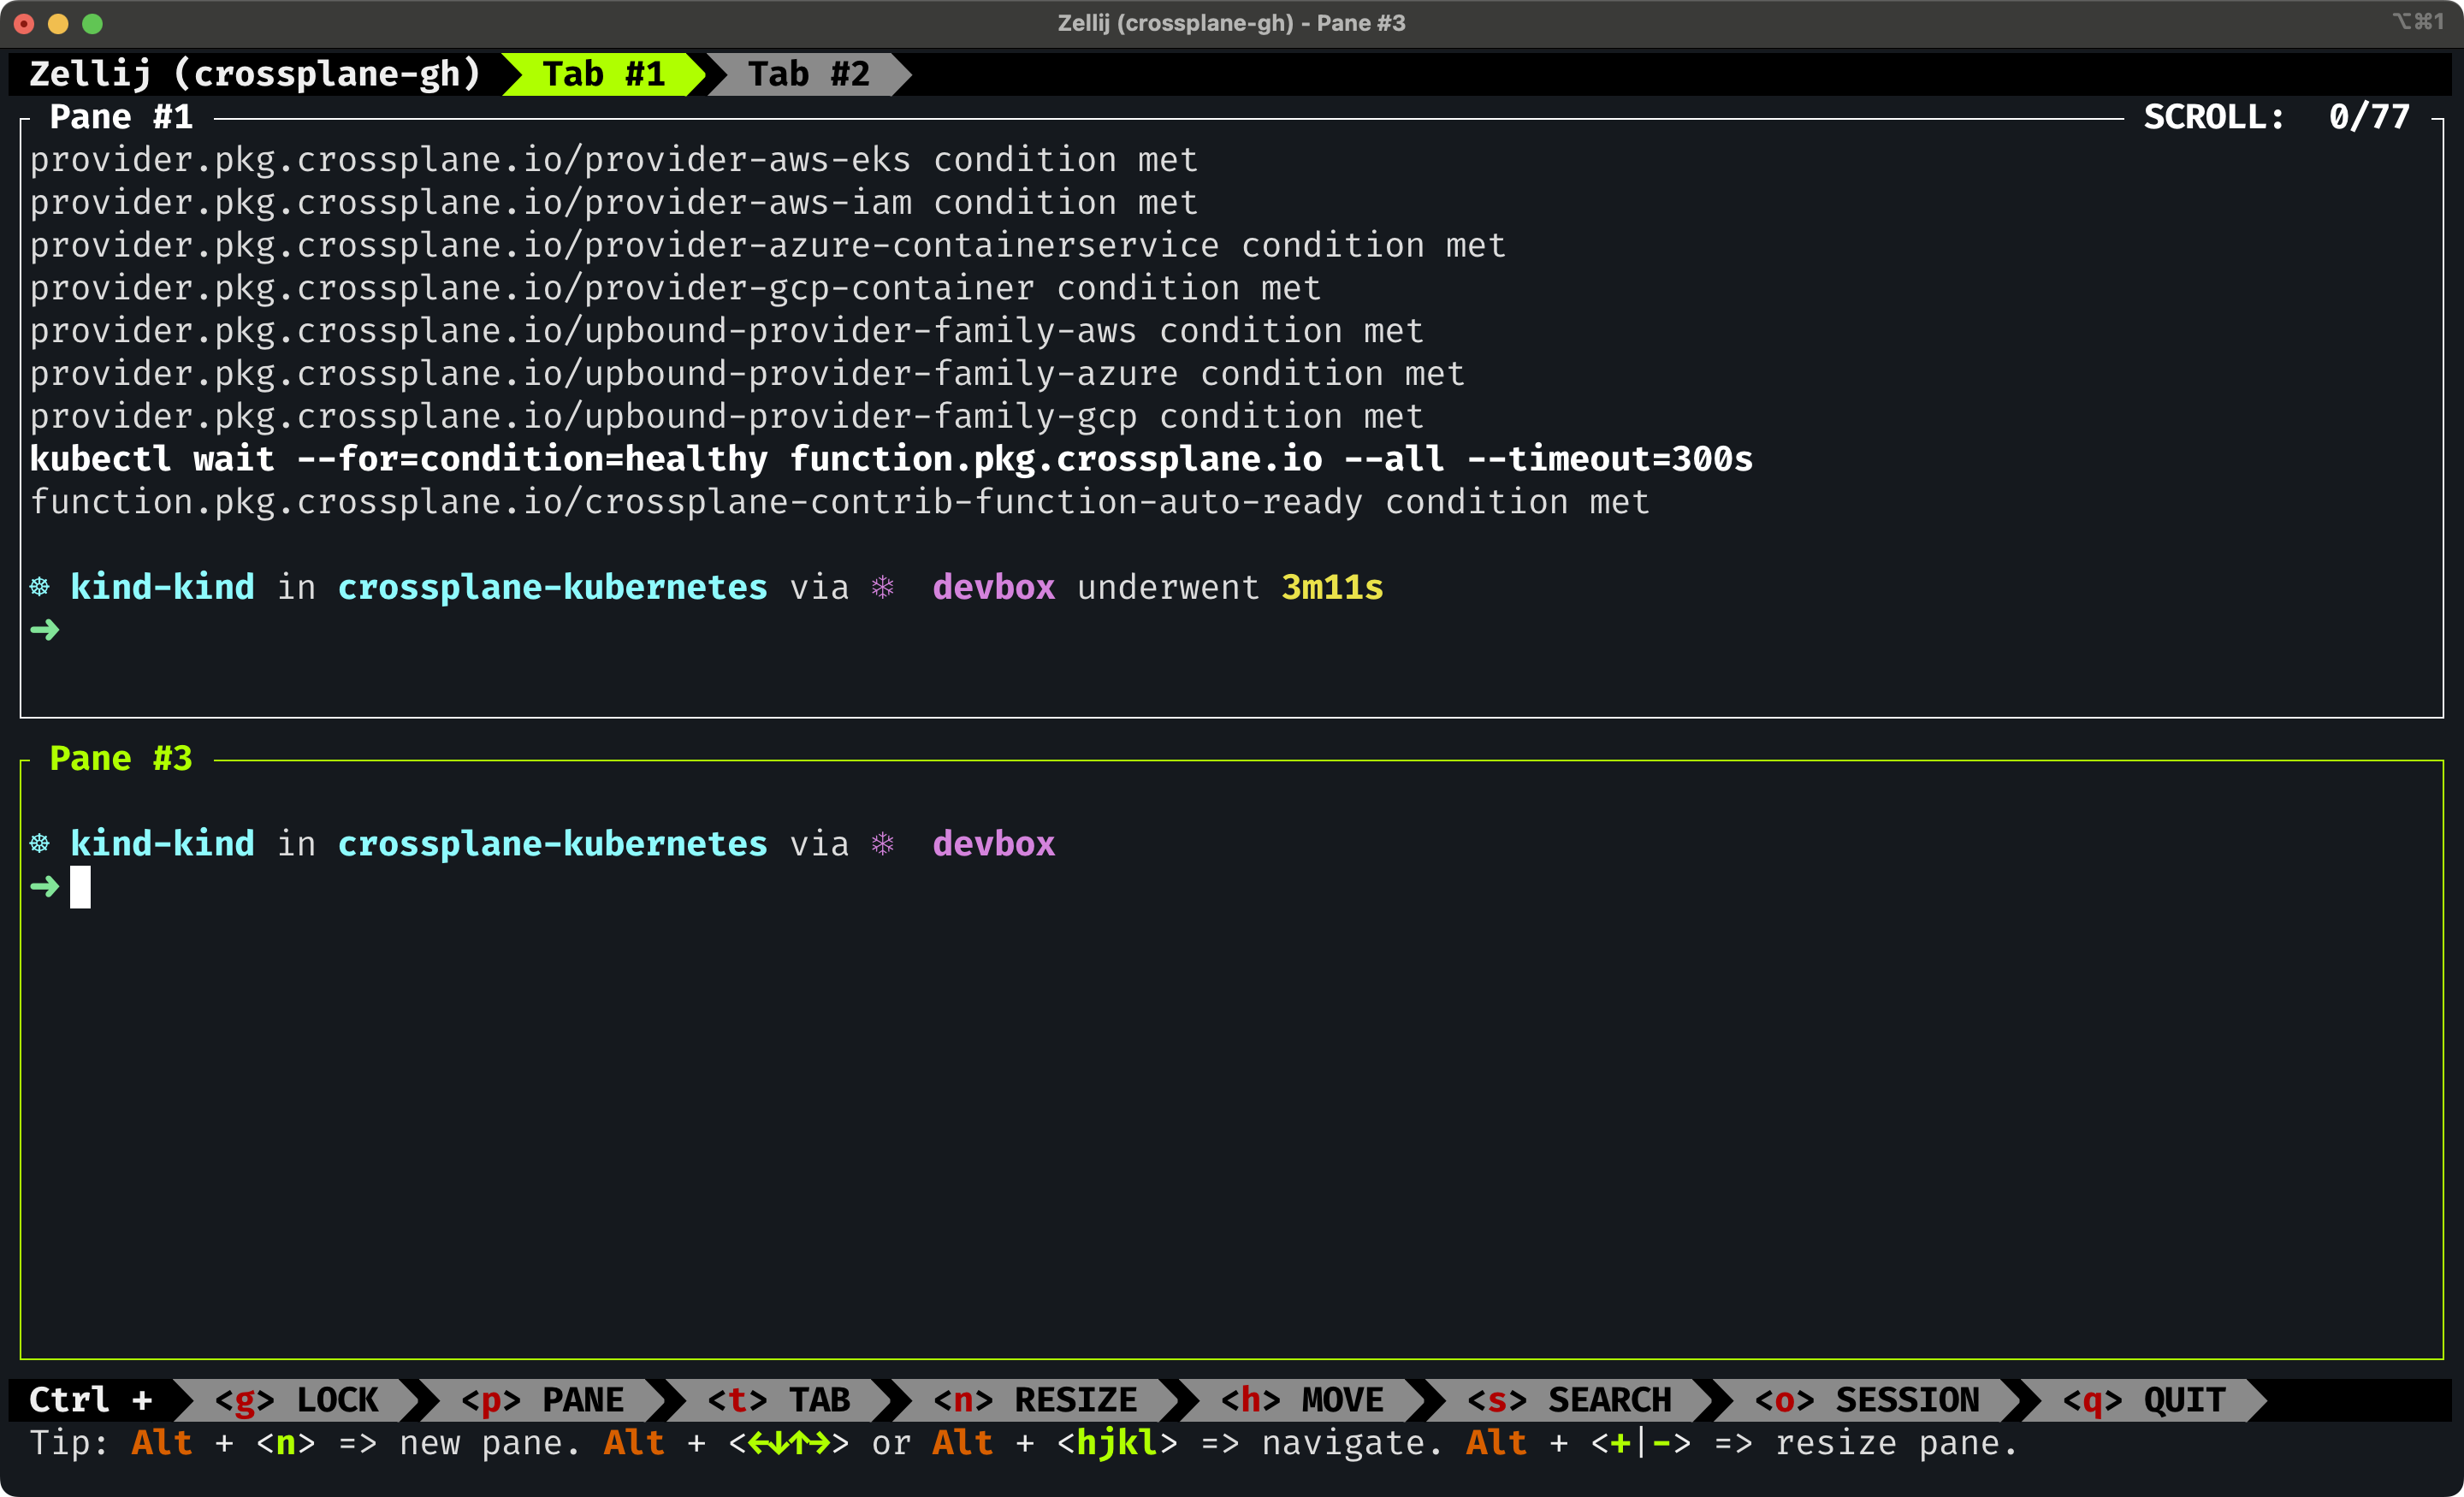 Zellij (crossplane-gh) - Pane #3
⌥⌘1
Zellij (crossplane-gh) Tab #1 Tab #2
Pane #1 SCROLL: 0/77
provider.pkg.crossplane.io/provider-aws-eks condition met
provider.pkg.crossplane.io/provider-aws-iam condition met
provider.pkg.crossplane.io/provider-azure-containerservice condition met
provider.pkg.crossplane.io/provider-gcp-container condition met
provider.pkg.crossplane.io/upbound-provider-family-aws condition met
provider.pkg.crossplane.io/upbound-provider-family-azure condition met
provider.pkg.crossplane.io/upbound-provider-family-gcp condition met
kubectl wait --for=condition=healthy function.pkg.crossplane.io --all --timeout=300s
function.pkg.crossplane.io/crossplane-contrib-function-auto-ready condition met
☸ kind-kind in crossplane-kubernetes via ❄ devbox underwent 3m11s
➜
Pane #3
☸ kind-kind in crossplane-kubernetes via ❄ devbox
➜
Ctrl + <g> LOCK <p> PANE <t> TAB <n> RESIZE <h> MOVE <s> SEARCH <o> SESSION <q> QUIT
Tip: Alt + <n> => new pane. Alt + <←↓↑→> or Alt + <hjkl> => navigate. Alt + <+|-> => resize pane.